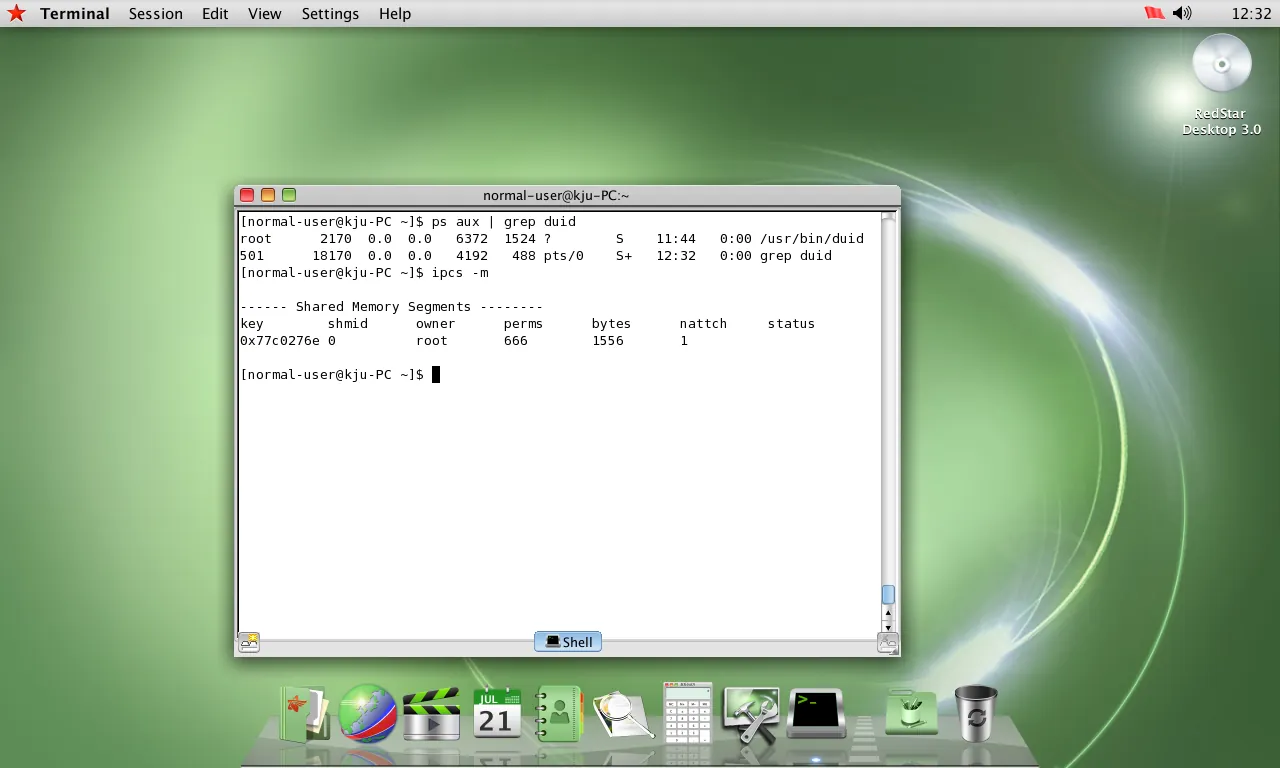 Terminal Session Edit View Settings Help 12:32
RedStar
Desktop 3.0
normal-user@kju-PC:~
[normal-user@kju-PC ~]$ ps aux | grep duid
root      2170  0.0  0.0   6372  1524 ?        S    11:44   0:00 /usr/bin/duid
501      18170  0.0  0.0   4192   488 pts/0    S+   12:32   0:00 grep duid
[normal-user@kju-PC ~]$ ipcs -m
------ Shared Memory Segments --------
key        shmid      owner      perms      bytes      nattch     status
0x77c0276e 0          root       666        1556       1
[normal-user@kju-PC ~]$
Shell
JUL
21
>_